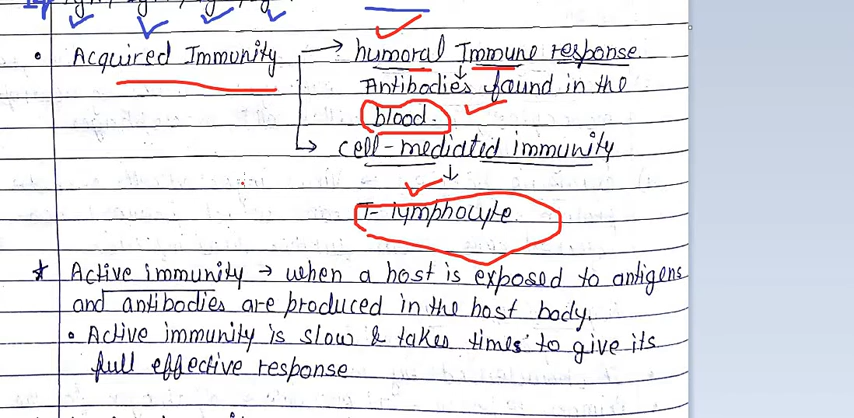 • Acquired Immunity → humoral Immune response.
↓
Antibodies found in the
blood.
→ cell-mediated immunity
↓
T- lymphocyte.
* Active immunity → when a host is exposed to antigens
and antibodies are produced in the host body.
• Active immunity is slow & takes times to give its
full effective response